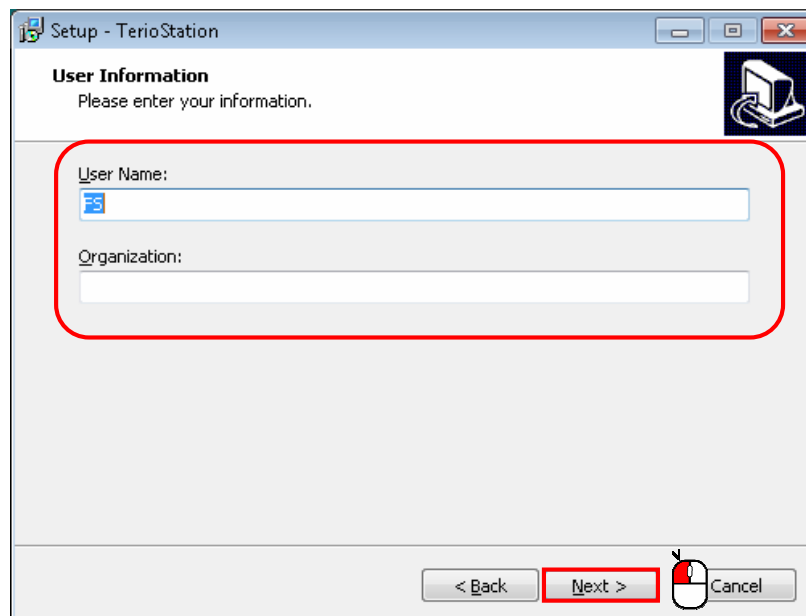 Setup - TerioStation
User Information
Please enter your information.
User Name:
FS
Organization:
< Back
Next >
Cancel